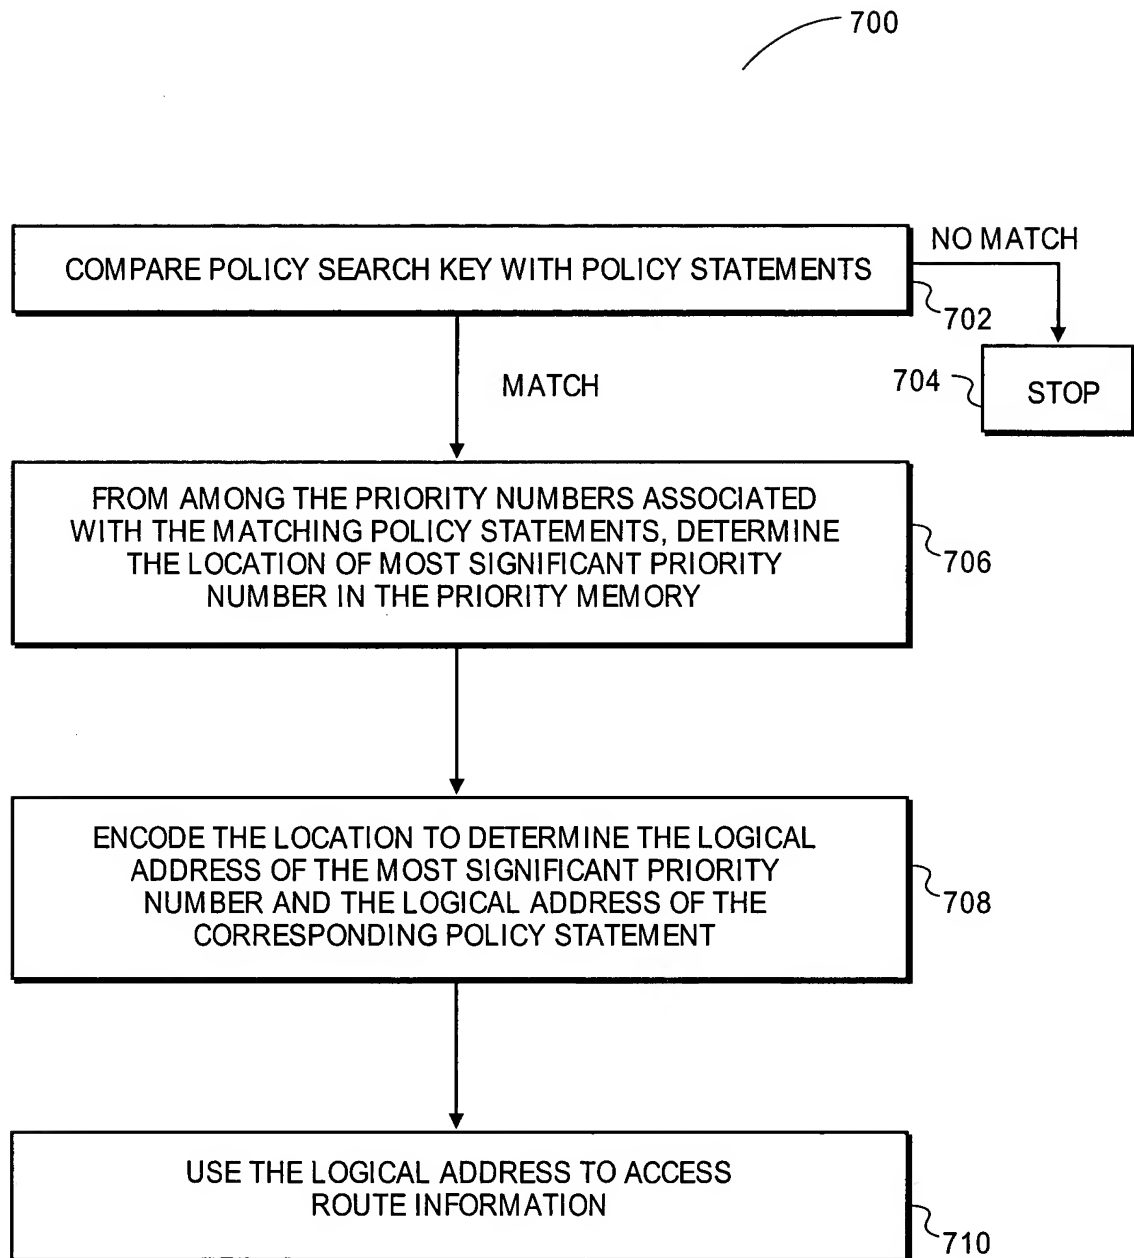 700
COMPARE POLICY SEARCH KEY WITH POLICY STATEMENTS
NO MATCH
702
704
STOP
MATCH
FROM AMONG THE PRIORITY NUMBERS ASSOCIATED
WITH THE MATCHING POLICY STATEMENTS, DETERMINE
THE LOCATION OF MOST SIGNIFICANT PRIORITY
NUMBER IN THE PRIORITY MEMORY
706
ENCODE THE LOCATION TO DETERMINE THE LOGICAL
ADDRESS OF THE MOST SIGNIFICANT PRIORITY
NUMBER AND THE LOGICAL ADDRESS OF THE
CORRESPONDING POLICY STATEMENT
708
USE THE LOGICAL ADDRESS TO ACCESS
ROUTE INFORMATION
710